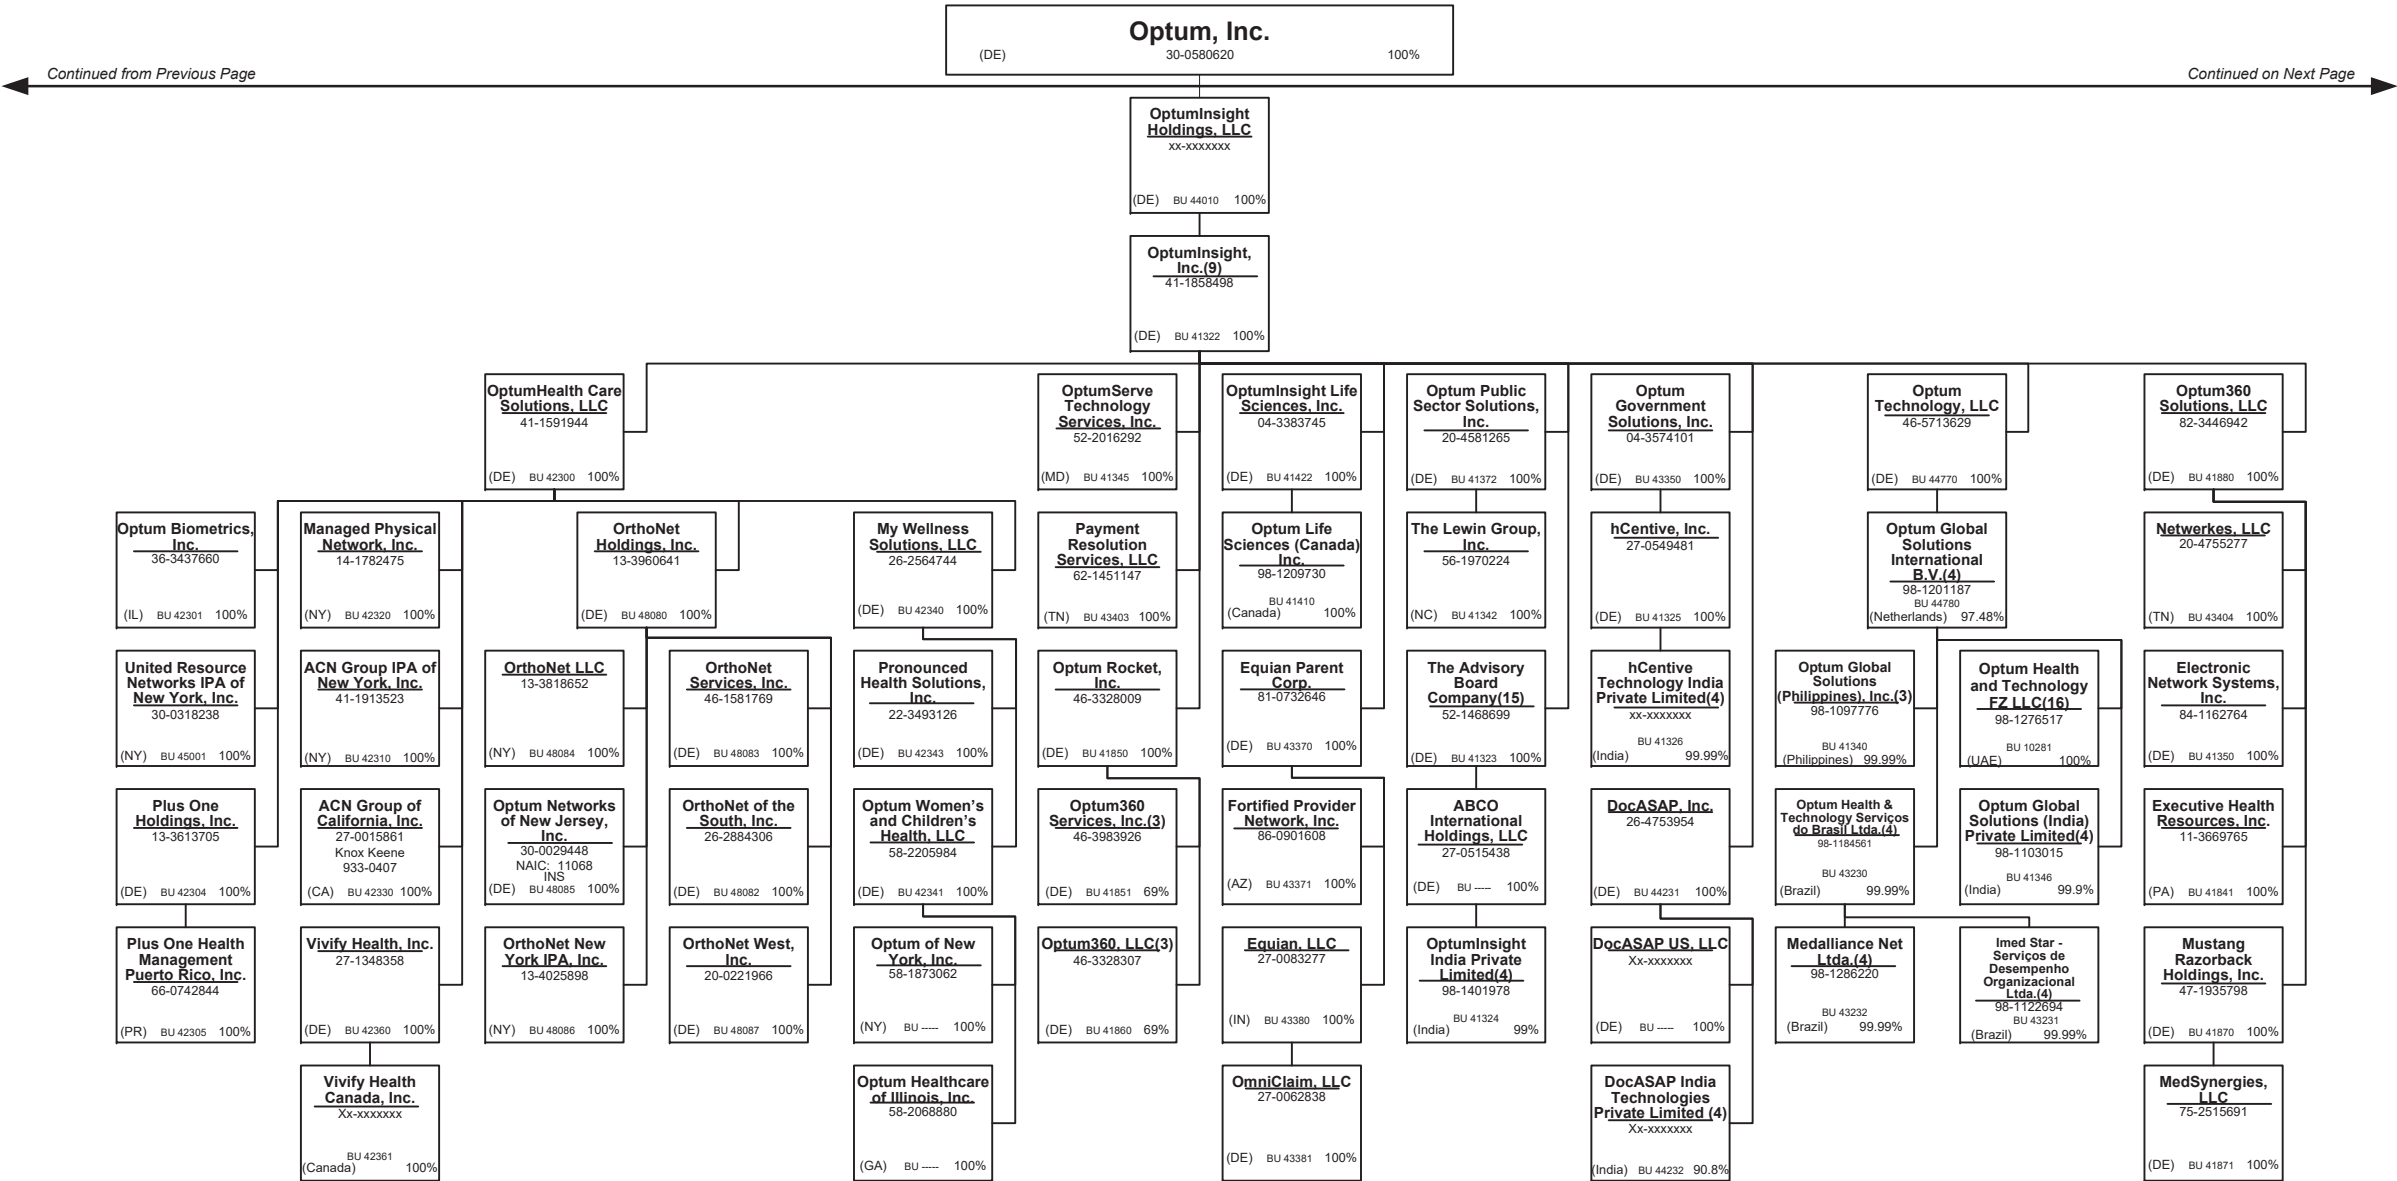 Optum, Inc.
(DE) 30-0580620 100%
Continued from Previous Page
Continued on Next Page
OptumInsight
Holdings, LLC
xx-xxxxxxx
(DE) BU 44010 100%
OptumInsight,
Inc.(9)
41-1858498
(DE) BU 41322 100%
OptumHealth Care
Solutions, LLC
41-1591944
(DE) BU 42300 100%
OptumServe
Technology
Services, Inc.
52-2016292
(MD) BU 41345 100%
OptumInsight Life
Sciences, Inc.
04-3383745
(DE) BU 41422 100%
Optum Public
Sector Solutions,
Inc.
20-4581265
(DE) BU 41372 100%
Optum
Government
Solutions, Inc.
04-3574101
(DE) BU 43350 100%
Optum
Technology, LLC
46-5713629
(DE) BU 44770 100%
Optum360
Solutions, LLC
82-3446942
(DE) BU 41880 100%
Optum Biometrics,
Inc.
36-3437660
(IL) BU 42301 100%
Managed Physical
Network, Inc.
14-1782475
(NY) BU 42320 100%
OrthoNet
Holdings, Inc.
13-3960641
(DE) BU 48080 100%
My Wellness
Solutions, LLC
26-2564744
(DE) BU 42340 100%
Payment
Resolution
Services, LLC
62-1451147
(TN) BU 43403 100%
Optum Life
Sciences (Canada)
Inc.
98-1209730
BU 41410
(Canada) 100%
The Lewin Group,
Inc.
56-1970224
(NC) BU 41342 100%
hCentive, Inc.
27-0549481
(DE) BU 41325 100%
Optum Global
Solutions
International
B.V.(4)
98-1201187
BU 44780
(Netherlands) 97.48%
Netwerkes, LLC
20-4755277
(TN) BU 43404 100%
United Resource
Networks IPA of
New York, Inc.
30-0318238
(NY) BU 45001 100%
ACN Group IPA of
New York, Inc.
41-1913523
(NY) BU 42310 100%
OrthoNet LLC
13-3818652
(NY) BU 48084 100%
OrthoNet
Services, Inc.
46-1581769
(DE) BU 48083 100%
Pronounced
Health Solutions,
Inc.
22-3493126
(DE) BU 42343 100%
Optum Rocket,
Inc.
46-3328009
(DE) BU 41850 100%
Equian Parent
Corp.
81-0732646
(DE) BU 43370 100%
The Advisory
Board
Company(15)
52-1468699
(DE) BU 41323 100%
hCentive
Technology India
Private Limited(4)
xx-xxxxxxx
BU 41326
(India) 99.99%
Optum Global
Solutions
(Philippines), Inc.(3)
98-1097776
BU 41340
(Philippines) 99.99%
Optum Health
and Technology
FZ LLC(16)
98-1276517
BU 10281
(UAE) 100%
Electronic
Network Systems,
Inc.
84-1162764
(DE) BU 41350 100%
Plus One
Holdings, Inc.
13-3613705
(DE) BU 42304 100%
ACN Group of
California, Inc.
27-0015861
Knox Keene
933-0407
(CA) BU 42330 100%
Optum Networks
of New Jersey,
Inc.
30-0029448
NAIC: 11068
INS
(DE) BU 48085 100%
OrthoNet of the
South, Inc.
26-2884306
(DE) BU 48082 100%
Optum Women's
and Children's
Health, LLC
58-2205984
(DE) BU 42341 100%
Optum360
Services, Inc.(3)
46-3983926
(DE) BU 41851 69%
Fortified Provider
Network, Inc.
86-0901608
(AZ) BU 43371 100%
ABCO
International
Holdings, LLC
27-0515438
(DE) BU ----- 100%
DocASAP, Inc.
26-4753954
(DE) BU 44231 100%
Optum Health &
Technology Serviços
do Brasil Ltda.(4)
98-1184561
BU 43230
(Brazil) 99.99%
Optum Global
Solutions (India)
Private Limited(4)
98-1103015
BU 41346
(India) 99.9%
Executive Health
Resources, Inc.
11-3669765
(PA) BU 41841 100%
Plus One Health
Management
Puerto Rico, Inc.
66-0742844
(PR) BU 42305 100%
Vivify Health, Inc.
27-1348358
(DE) BU 42360 100%
OrthoNet New
York IPA, Inc.
13-4025898
(NY) BU 48086 100%
OrthoNet West,
Inc.
20-0221966
(DE) BU 48087 100%
Optum of New
York, Inc.
58-1873062
(NY) BU ----- 100%
Optum360, LLC(3)
46-3328307
(DE) BU 41860 69%
Equian, LLC
27-0083277
(IN) BU 43380 100%
OptumInsight
India Private
Limited(4)
98-1401978
BU 41324
(India) 99%
DocASAP US, LLC
Xx-xxxxxxx
(DE) BU ----- 100%
Medalliance Net
Ltda.(4)
98-1286220
BU 43232
(Brazil) 99.99%
Imed Star -
Serviços de
Desempenho
Organizacional
Ltda.(4)
98-1122694
BU 43231
(Brazil) 99.99%
Mustang
Razorback
Holdings, Inc.
47-1935798
(DE) BU 41870 100%
Vivify Health
Canada, Inc.
Xx-xxxxxxx
BU 42361
(Canada) 100%
Optum Healthcare
of Illinois, Inc.
58-2068880
(GA) BU ----- 100%
OmniClaim, LLC
27-0062838
(DE) BU 43381 100%
DocASAP India
Technologies
Private Limited (4)
Xx-xxxxxxx
(India) BU 44232 90.8%
MedSynergies,
LLC
75-2515691
(DE) BU 41871 100%